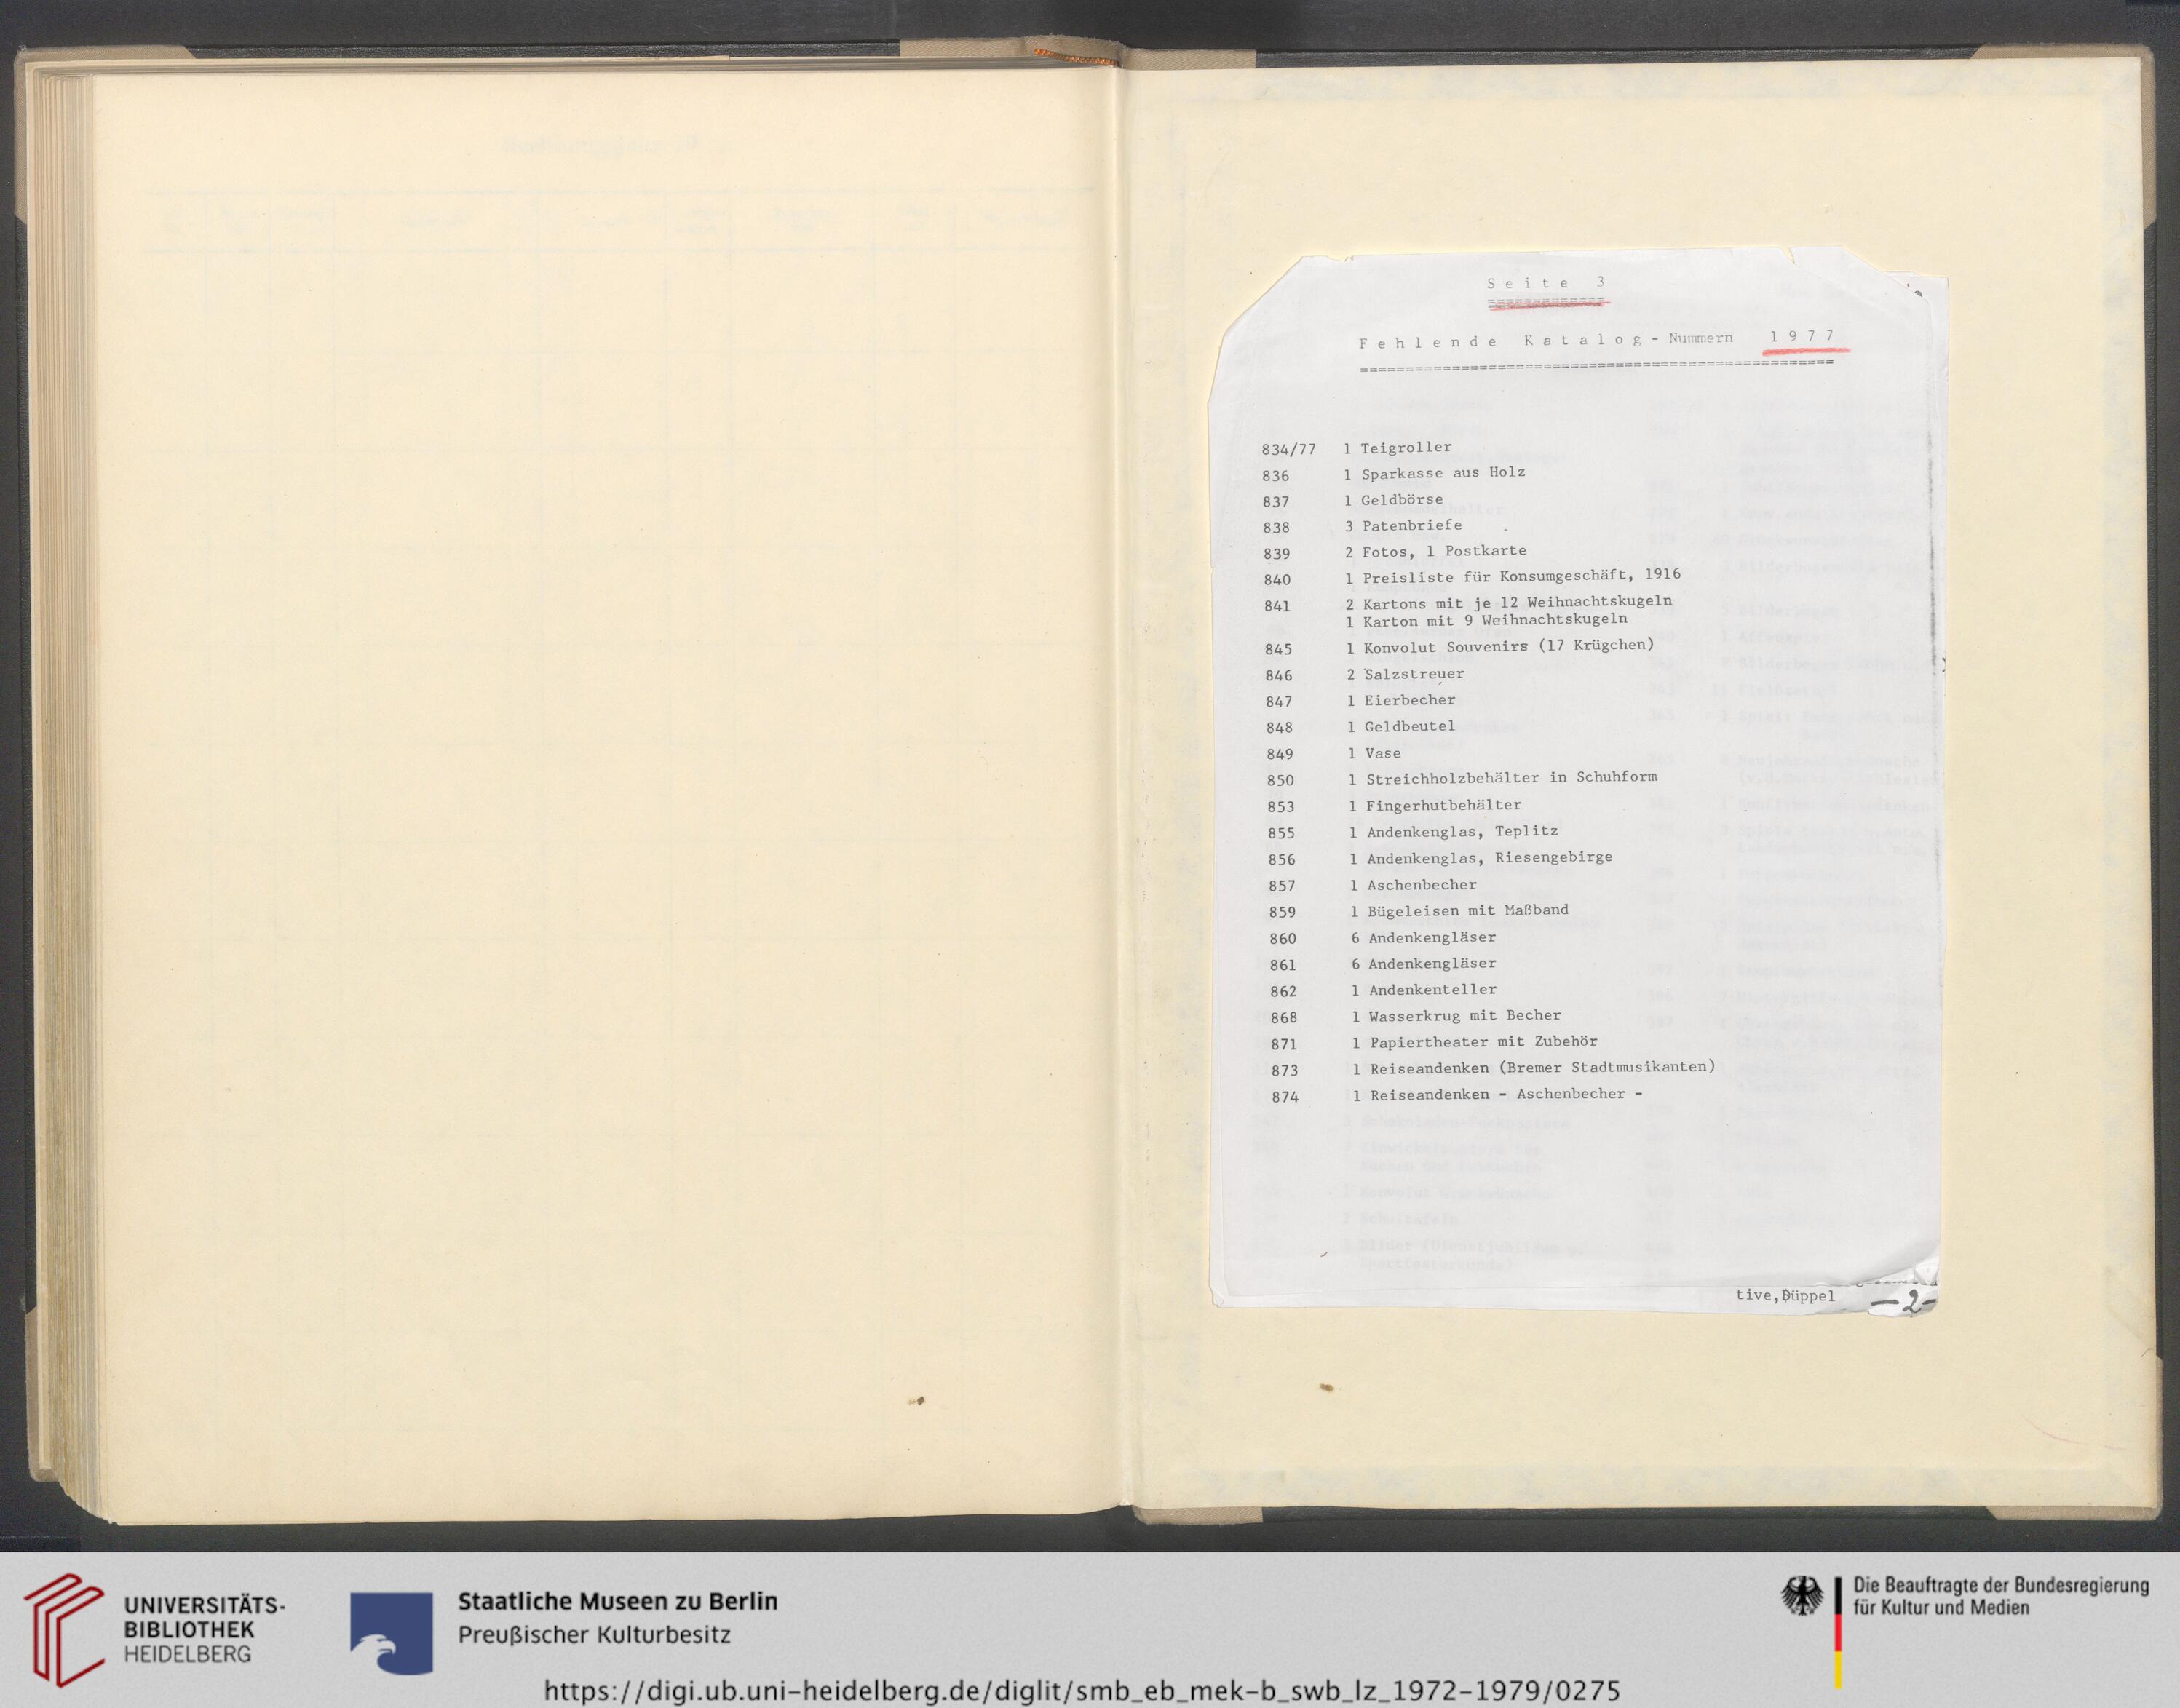 Seite 3
Fehlende Katalog-Nummern 1977
834/77 1 Teigroller
836 1 Sparkasse aus Holz
837 1 Geldbörse
838 3 Patenbriefe
839 2 Fotos, 1 Postkarte
840 1 Preisliste für Konsumgeschäft, 1916
841 2 Kartons mit je 12 Weihnachtskugeln
1 Karton mit 9 Weihnachtskugeln
845 1 Konvolut Souvenirs (17 Krügchen)
846 2 Salzstreuer
847 1 Eierbecher
848 1 Geldbeutel
849 1 Vase
850 1 Streichholzbehälter in Schuhform
853 1 Fingerhutbehälter
855 1 Andenkenglas, Teplitz
856 1 Andenkenglas, Riesengebirge
857 1 Aschenbecher
859 1 Bügeleisen mit Maßband
860 6 Andenkengläser
861 6 Andenkengläser
862 1 Andenkenteller
868 1 Wasserkrug mit Becher
871 1 Papiertheater mit Zubehör
873 1 Reiseandenken (Bremer Stadtmusikanten)
874 1 Reiseandenken - Aschenbecher -
tive,Düppel
-2-
UNIVERSITÄTS-
BIBLIOTHEK
HEIDELBERG
Staatliche Museen zu Berlin
Preußischer Kulturbesitz
Die Beauftragte der Bundesregierung
für Kultur und Medien
https://digi.ub.uni-heidelberg.de/diglit/smb_eb_mek-b_swb_lz_1972-1979/0275